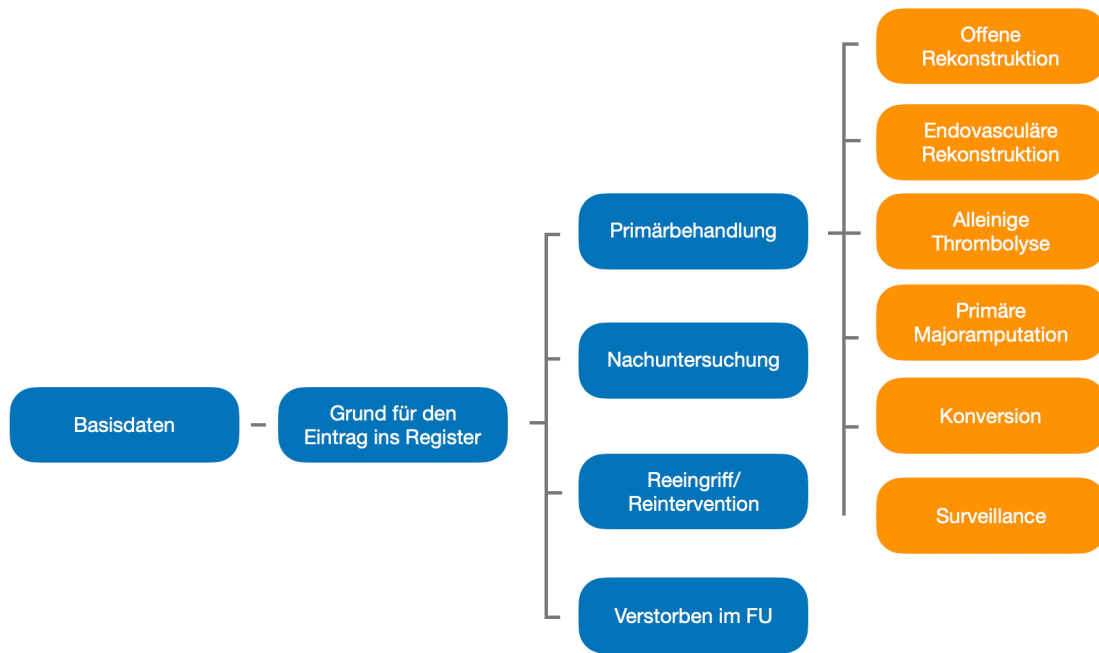 Basisdaten
Grund für den
Eintrag ins Register
Primärbehandlung
Nachuntersuchung
Reeingriff/
Reintervention
Verstorben im FU
Offene
Rekonstruktion
Endovasculäre
Rekonstruktion
Alleinige
Thrombolyse
Primäre
Majoramputation
Konversion
Surveillance